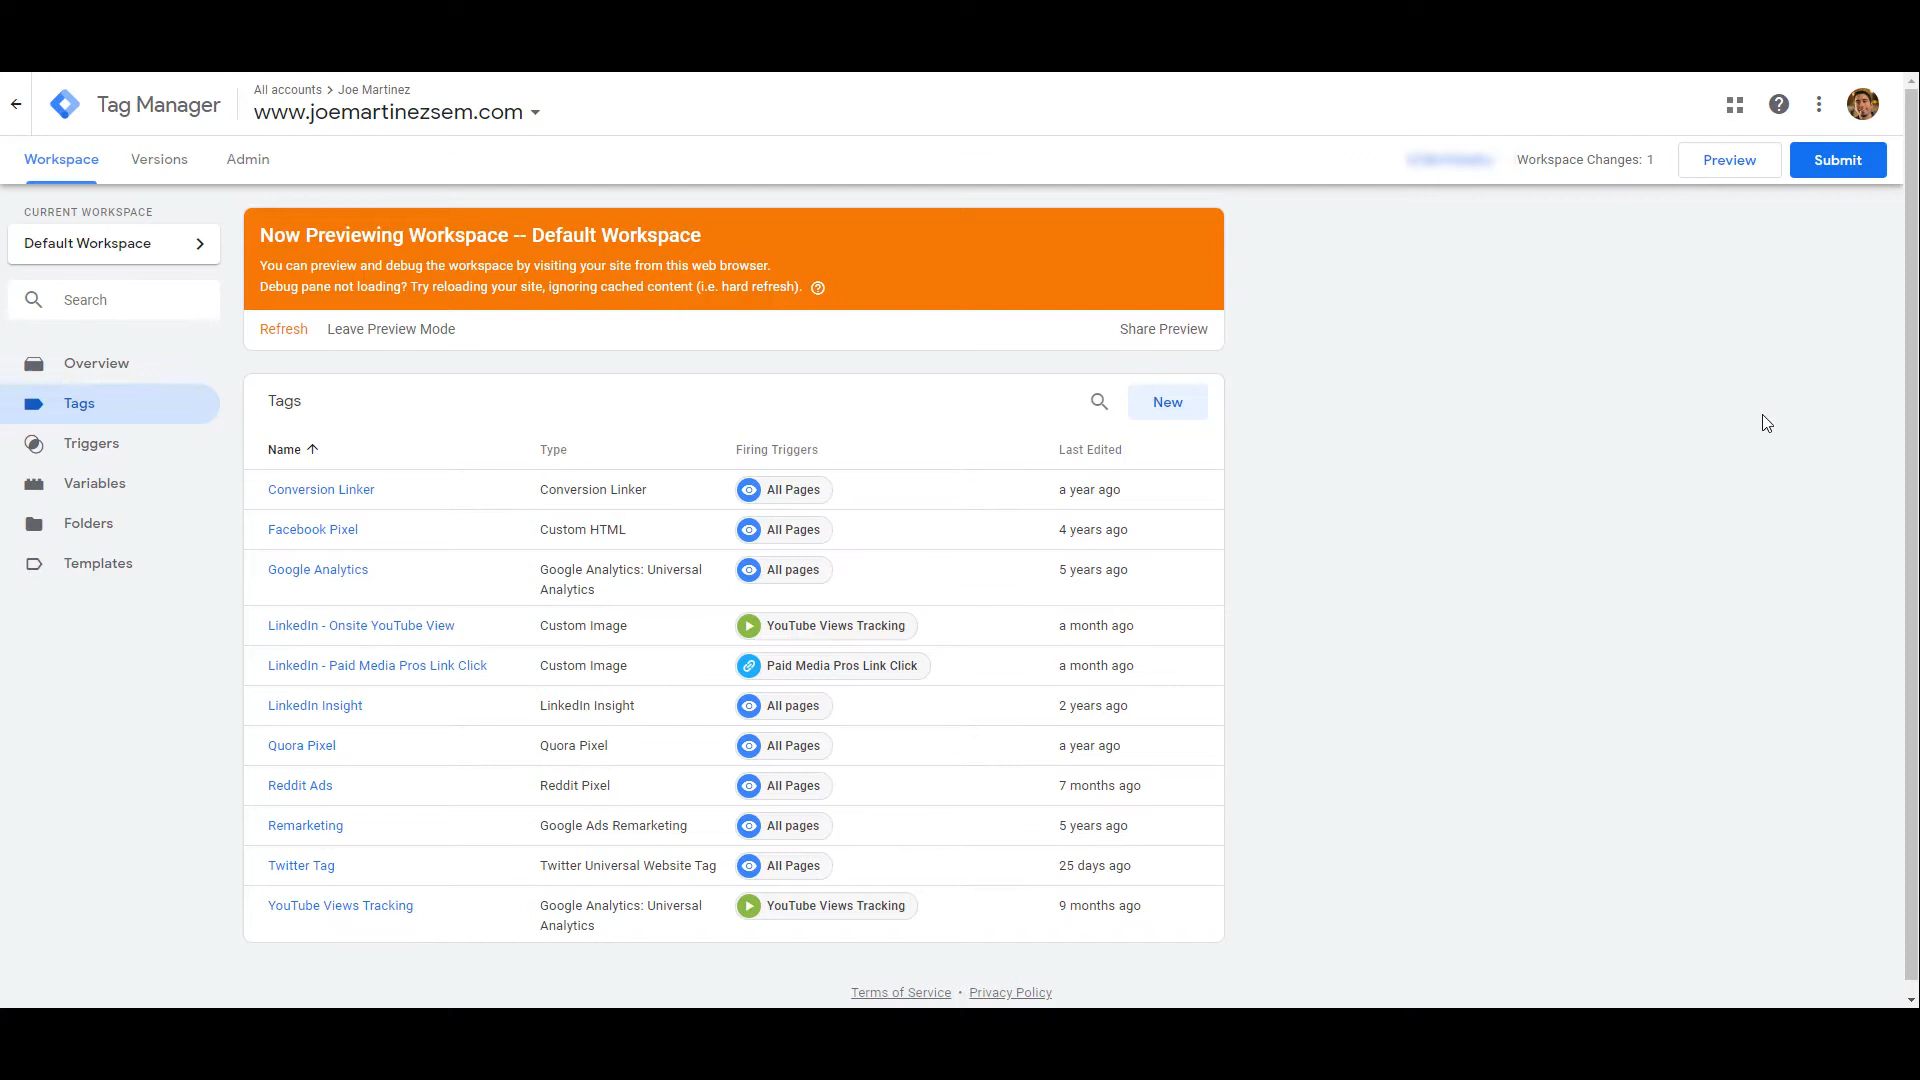 Tag Manager
All accounts > Joe Martinez
www.joemartinezsem.com
Workspace
Versions
Admin
Workspace Changes: 1
Preview
Submit
CURRENT WORKSPACE
Default Workspace
Search
Overview
Tags
Triggers
Variables
Folders
Templates
Now Previewing Workspace -- Default Workspace
You can preview and debug the workspace by visiting your site from this web browser.
Debug pane not loading? Try reloading your site, ignoring cached content (i.e. hard refresh).
Refresh
Leave Preview Mode
Share Preview
Tags
New
Name
Type
Firing Triggers
Last Edited
Conversion Linker
Conversion Linker
All Pages
a year ago
Facebook Pixel
Custom HTML
All Pages
4 years ago
Google Analytics
Google Analytics: Universal
Analytics
All pages
5 years ago
LinkedIn - Onsite YouTube View
Custom Image
YouTube Views Tracking
a month ago
LinkedIn - Paid Media Pros Link Click
Custom Image
Paid Media Pros Link Click
a month ago
LinkedIn Insight
LinkedIn Insight
All pages
2 years ago
Quora Pixel
Quora Pixel
All Pages
a year ago
Reddit Ads
Reddit Pixel
All Pages
7 months ago
Remarketing
Google Ads Remarketing
All pages
5 years ago
Twitter Tag
Twitter Universal Website Tag
All Pages
25 days ago
YouTube Views Tracking
Google Analytics: Universal
Analytics
YouTube Views Tracking
9 months ago
Terms of Service • Privacy Policy